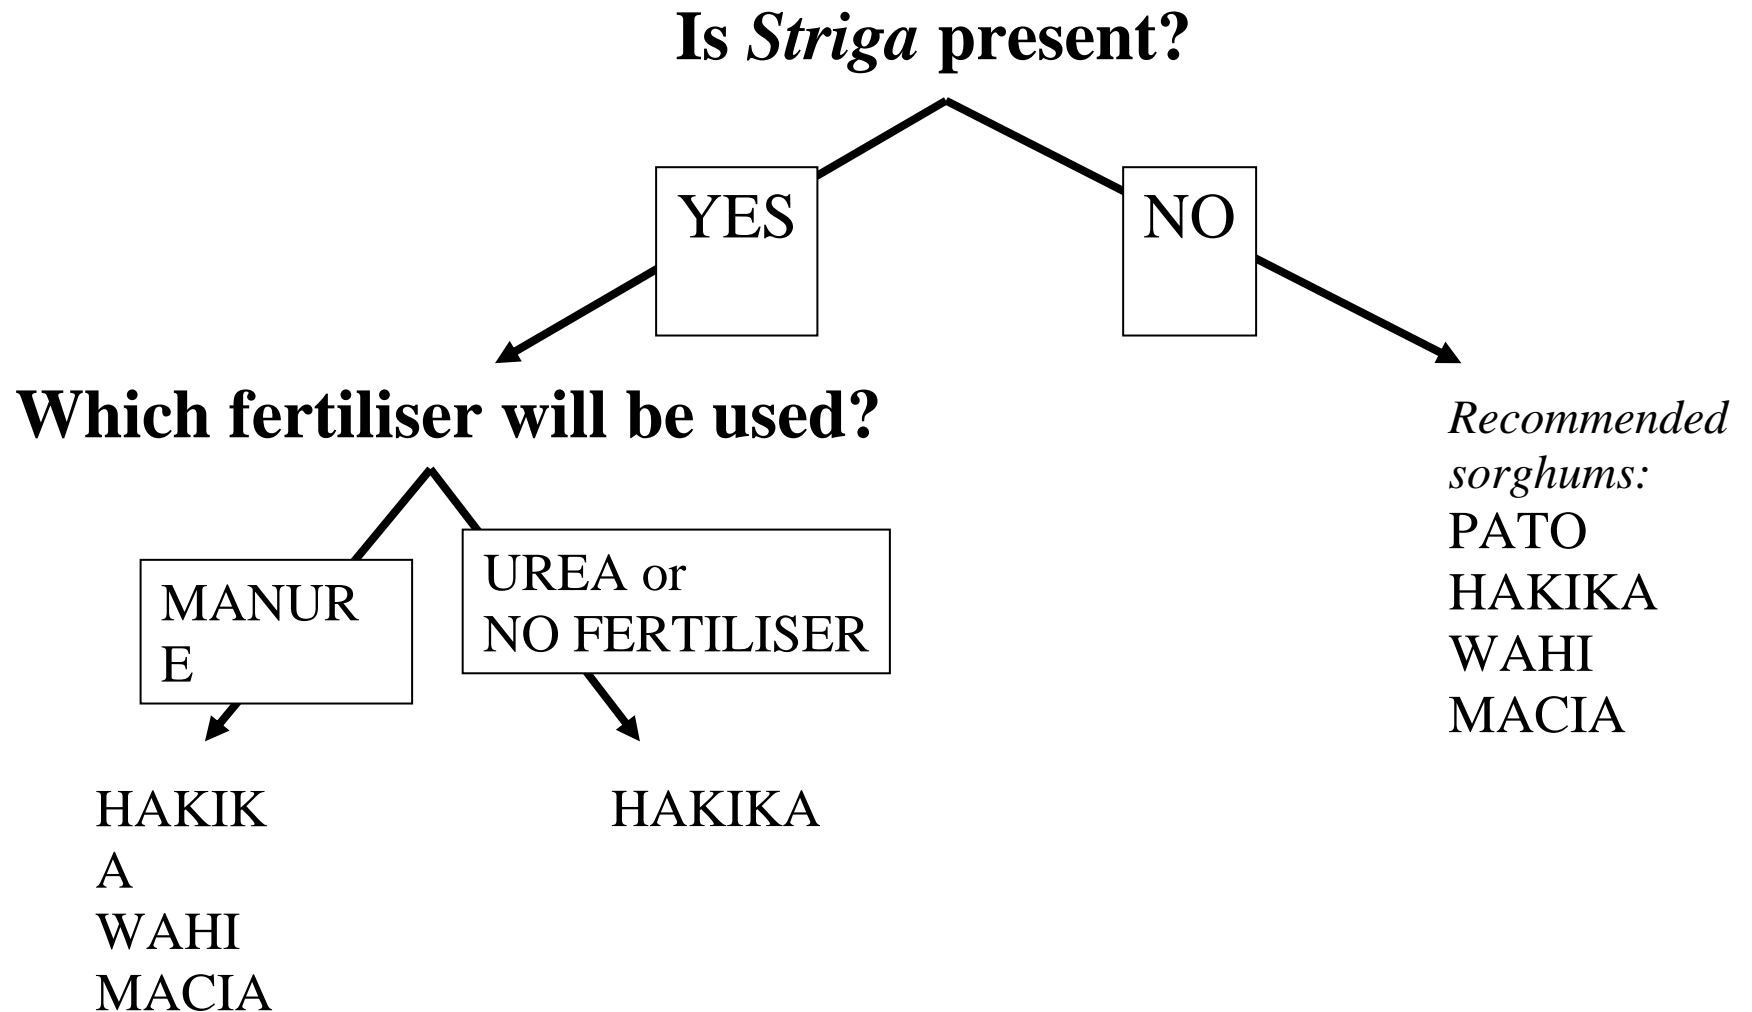 Is Striga present?
YES
NO
Which fertiliser will be used?
MANUR
E
UREA or
NO FERTILISER
HAKIK
A
WAHI
MACIA
HAKIKA
Recommended
sorghums:
PATO
HAKIKA
WAHI
MACIA